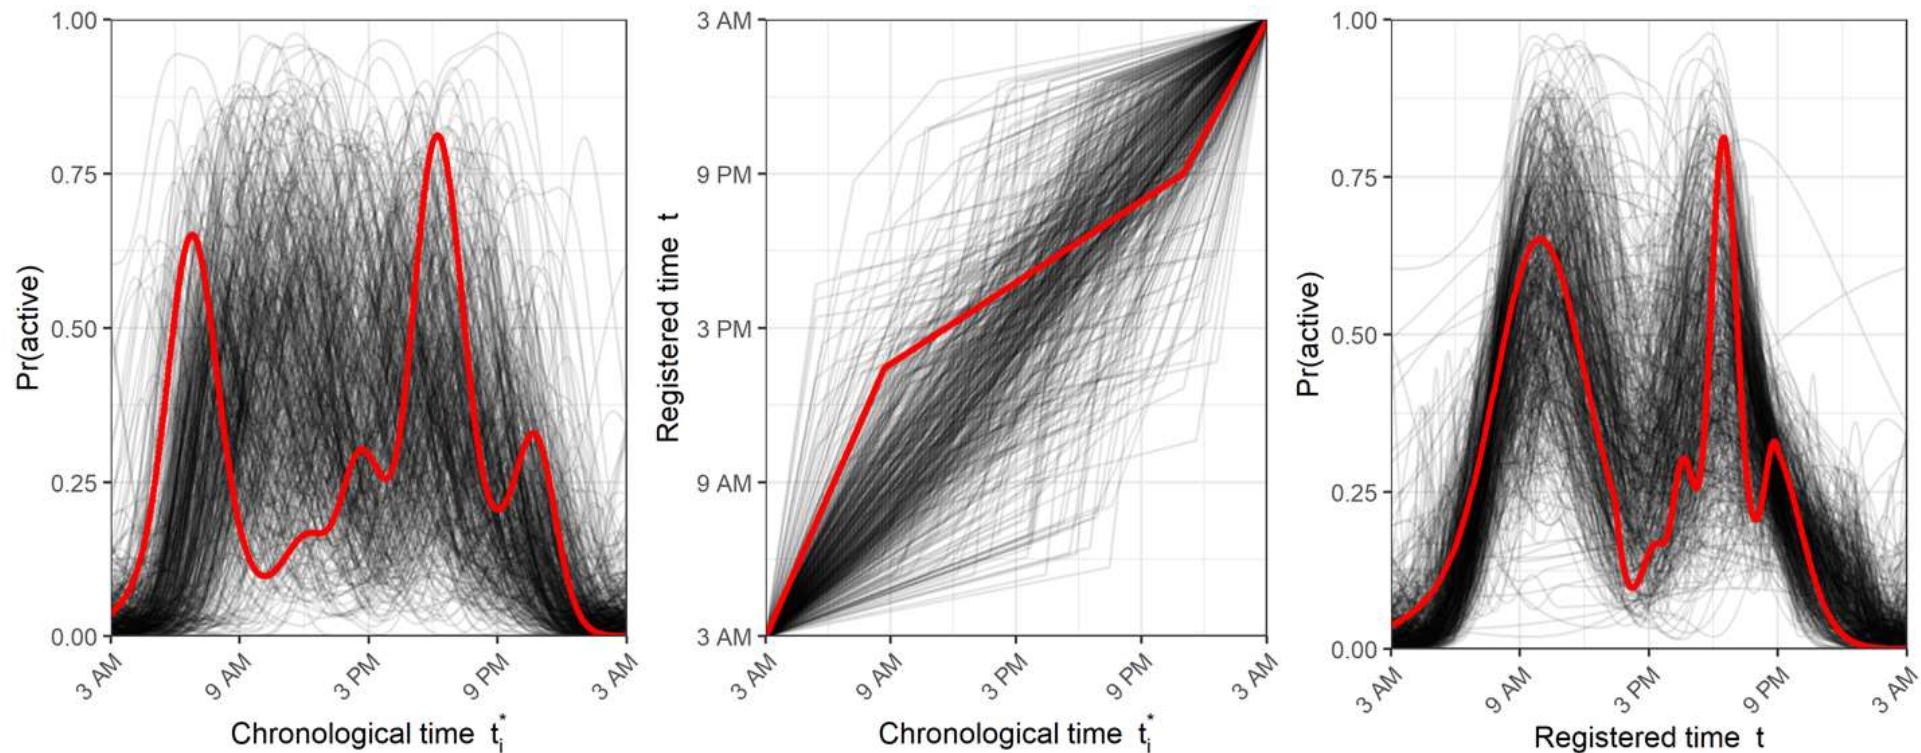 1.00
0.75
0.50
0.25
0.00
Pr(active)
3 AM
9 AM
3 PM
9 PM
3 AM
Chronological time t*i
3 AM
9 PM
3 PM
9 AM
3 AM
Registered time t
3 AM
9 AM
3 PM
9 PM
3 AM
Chronological time t*i
1.00
0.75
0.50
0.25
0.00
Pr(active)
3 AM
9 AM
3 PM
9 PM
3 AM
Registered time t